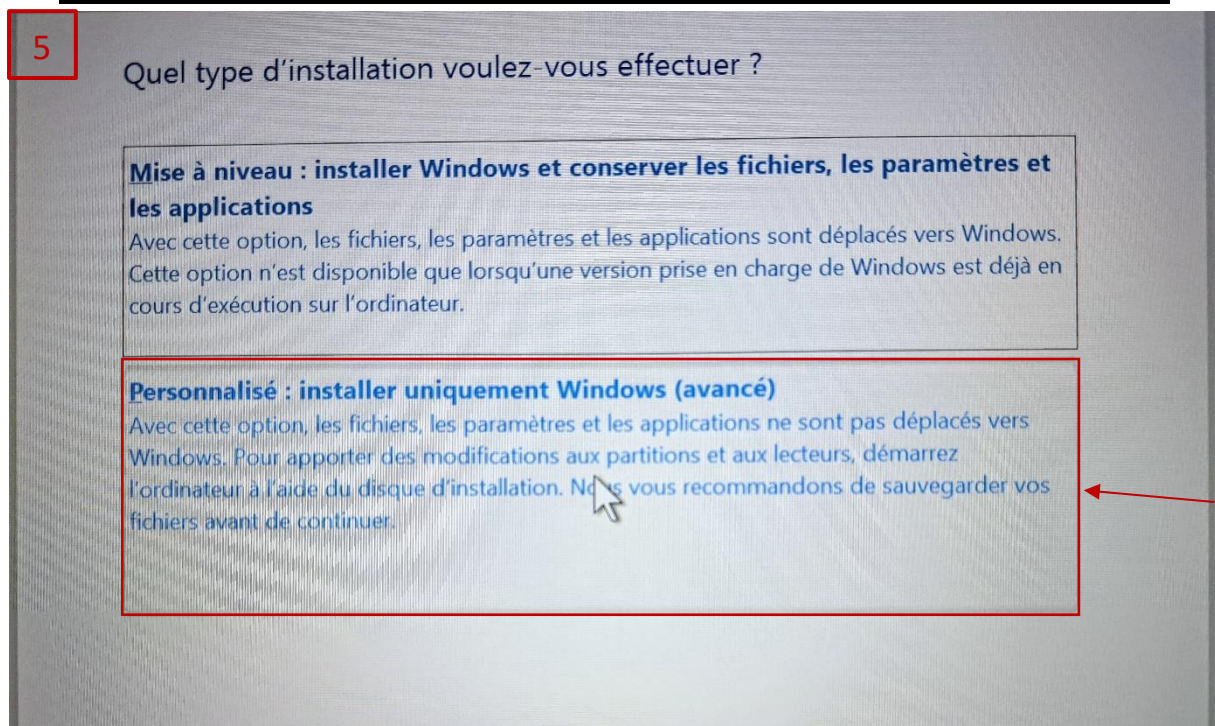 5
Quel type d'installation voulez-vous effectuer ?
Mise à niveau : installer Windows et conserver les fichiers, les paramètres et
les applications
Avec cette option, les fichiers, les paramètres et les applications sont déplacés vers Windows.
Cette option n'est disponible que lorsqu'une version prise en charge de Windows est déjà en
cours d'exécution sur l'ordinateur.
Personnalisé : installer uniquement Windows (avancé)
Avec cette option, les fichiers, les paramètres et les applications ne sont pas déplacés vers
Windows. Pour apporter des modifications aux partitions et aux lecteurs, démarrez
l'ordinateur à l'aide du disque d'installation. Nous vous recommandons de sauvegarder vos
fichiers avant de continuer.